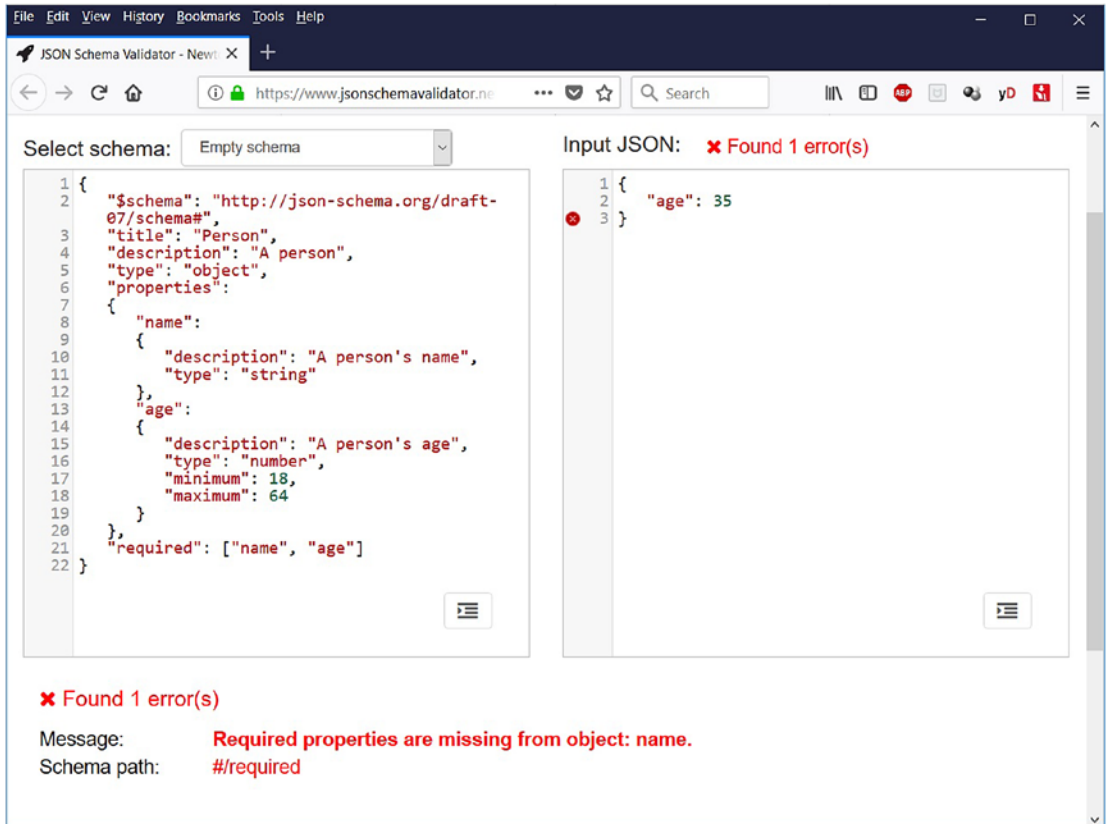 File Edit View History Bookmarks Tools Help
JSON Schema Validator - Newt
https://www.jsonschemavalidator.ne
Search
ABP
yD
Select schema: Empty schema
1 {
2 "$schema": "http://json-schema.org/draft-
07/schema#",
3 "title": "Person",
4 "description": "A person",
5 "type": "object",
6 "properties":
7 {
8 "name":
9 {
10 "description": "A person's name",
11 "type": "string"
12 },
13 "age":
14 {
15 "description": "A person's age",
16 "type": "number",
17 "minimum": 18,
18 "maximum": 64
19 }
20 },
21 "required": ["name", "age"]
22 }
Input JSON: ✖ Found 1 error(s)
1 {
2 "age": 35
3 }
✖ Found 1 error(s)
Message: Required properties are missing from object: name.
Schema path: #/required